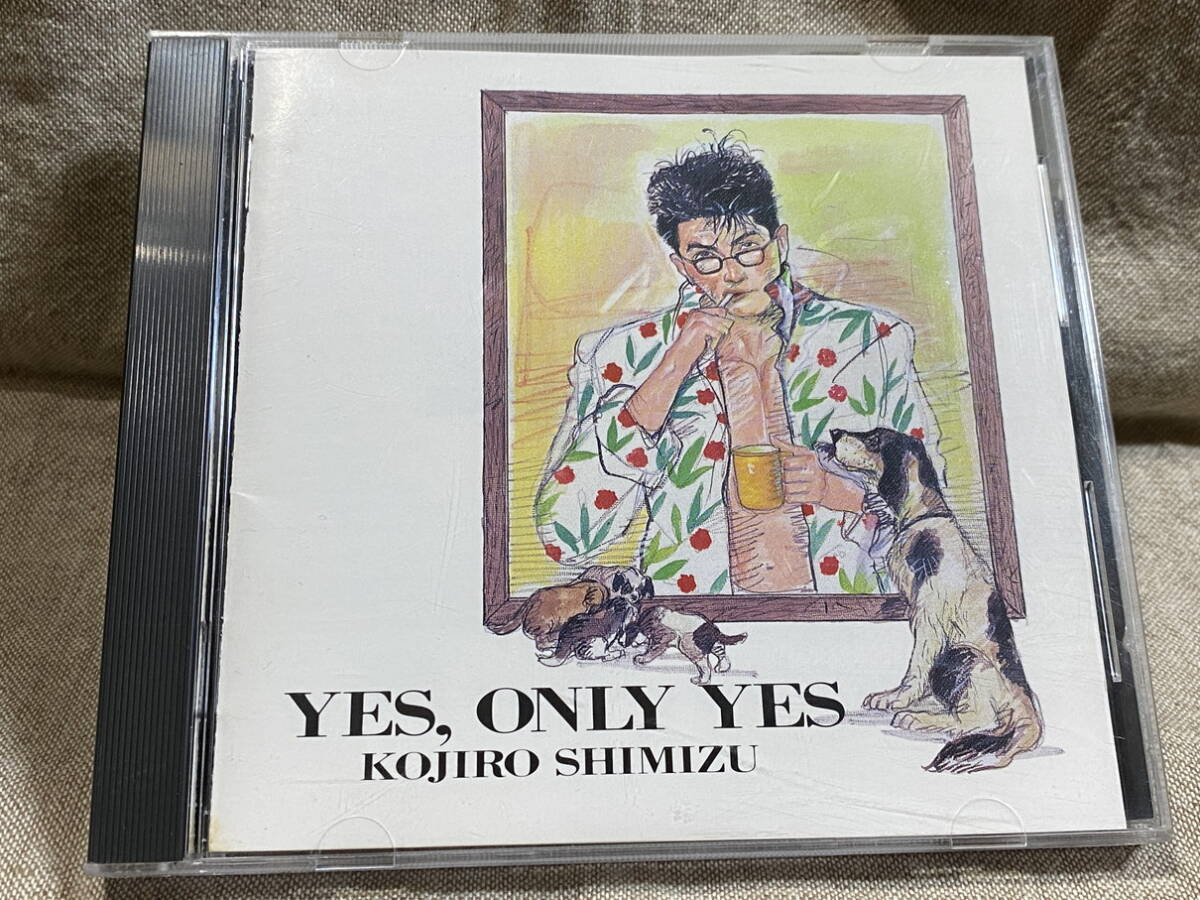 YES, ONLY YES
KOJIRO SHIMIZU